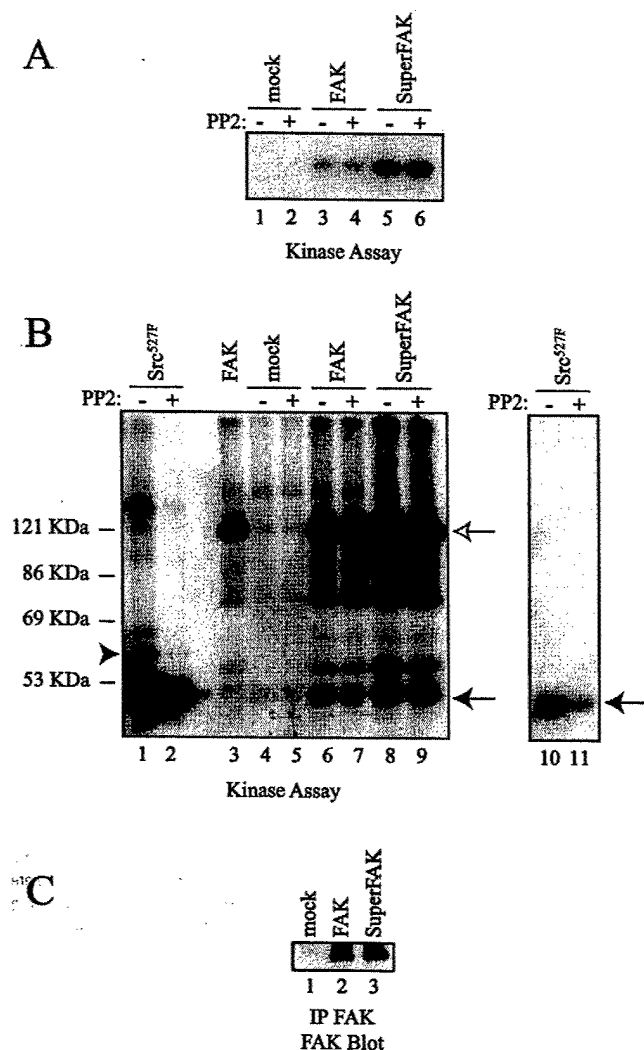 A
mock
FAK
SuperFAK
PP2: - + - + - +
1 2 3 4 5 6
Kinase Assay
B
Src527F
FAK
mock
FAK
SuperFAK
Src527F
PP2: - + - + - + - +
PP2: - +
121 KDa
86 KDa
69 KDa
53 KDa
1 2 3 4 5 6 7 8 9
10 11
Kinase Assay
C
mock
FAK
SuperFAK
1 2 3
IP FAK
FAK Blot